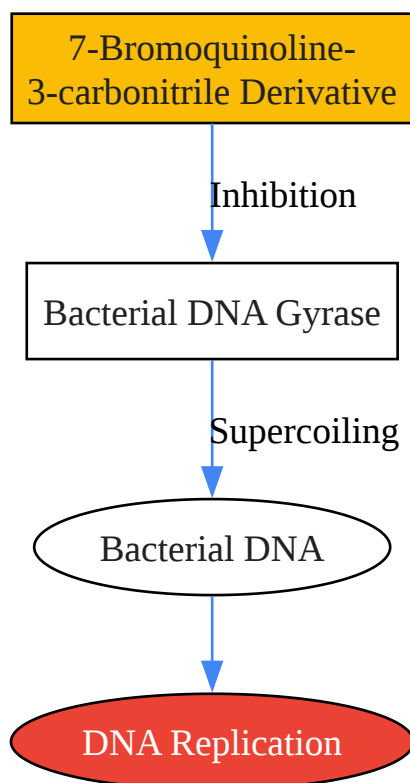 7-Bromoquinoline-
3-carbonitrile Derivative
Inhibition
Bacterial DNA Gyrase
Supercoiling
Bacterial DNA
DNA Replication